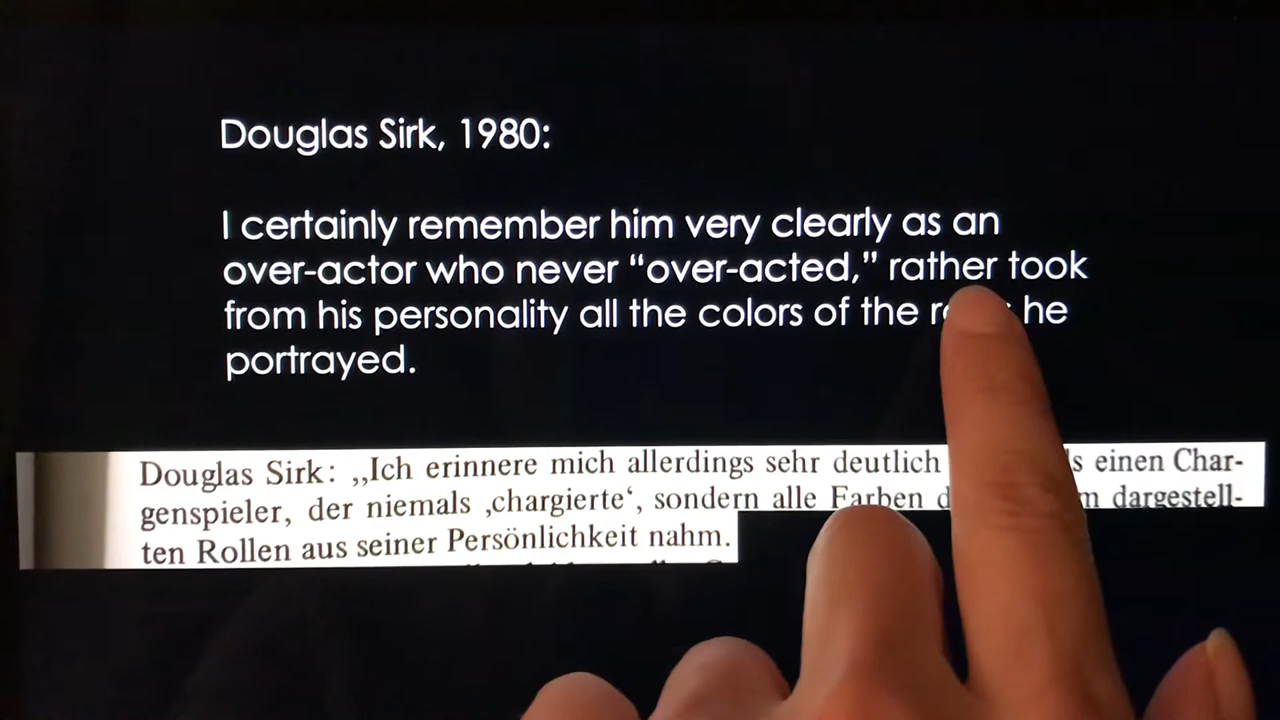 Douglas Sirk, 1980:
I certainly remember him very clearly as an
over-actor who never “over-acted,” rather took
from his personality all the colors of the he
portrayed.
Douglas Sirk: „Ich erinnere mich allerdings sehr deutlich einen Char-
genspieler, der niemals ‚chargierte‘, sondern alle Farben dargestell-
ten Rollen aus seiner Persönlichkeit nahm.